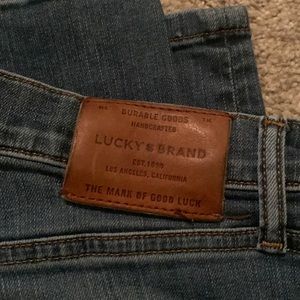 DURABLE GOODS
HANDCRAFTED
LUCKY BRAND
EST. 1990
LOS ANGELES, CALIFORNIA
THE MARK OF GOOD LUCK